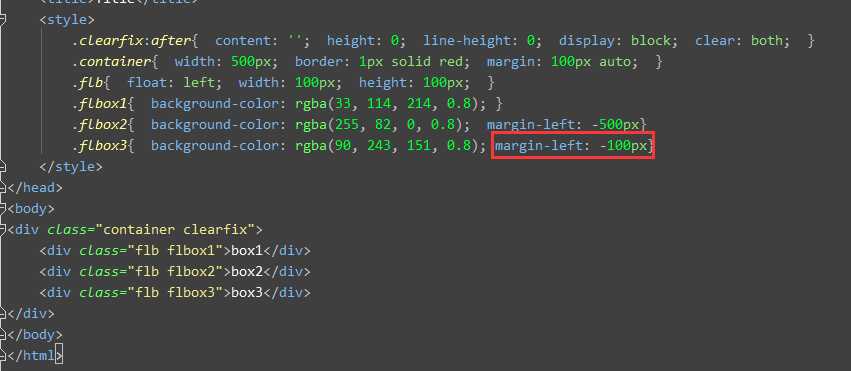 <title>Title</title>
<style>
.clearfix:after{ content: ''; height: 0; line-height: 0; display: block; clear: both; }
.container{ width: 500px; border: 1px solid red; margin: 100px auto; }
.flb{ float: left; width: 100px; height: 100px; }
.flbox1{ background-color: rgba(33, 114, 214, 0.8); }
.flbox2{ background-color: rgba(255, 82, 0, 0.8); margin-left: -500px}
.flbox3{ background-color: rgba(90, 243, 151, 0.8); margin-left: -100px}
</style>
</head>
<body>
<div class="container clearfix">
<div class="flb flbox1">box1</div>
<div class="flb flbox2">box2</div>
<div class="flb flbox3">box3</div>
</div>
</body>
</html>